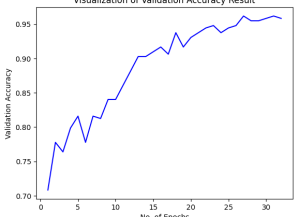 Visualization of Validation Accuracy Result
Validation Accuracy
0.95
0.90
0.85
0.80
0.75
0.70
0 5 10 15 20 25 30
No. of Epochs